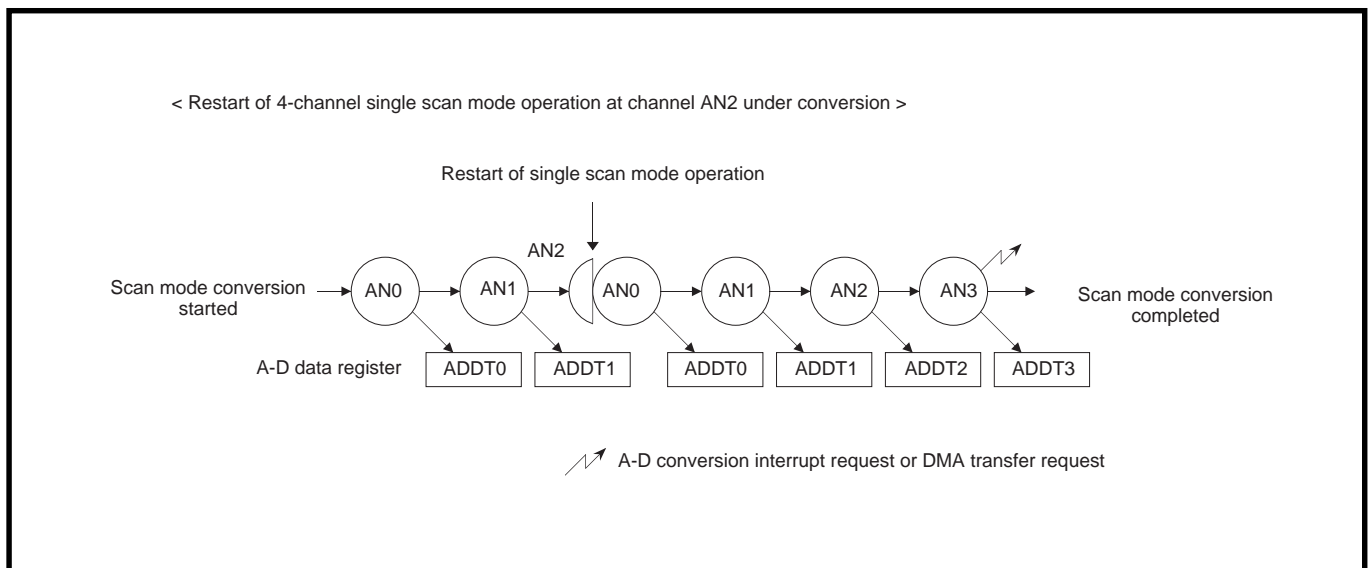 < Restart of 4-channel single scan mode operation at channel AN2 under conversion >
Restart of single scan mode operation
AN2
Scan mode conversion
started
AN0
AN1
AN0
AN1
AN2
AN3
Scan mode conversion
completed
A-D data register
ADDT0
ADDT1
ADDT0
ADDT1
ADDT2
ADDT3
A-D conversion interrupt request or DMA transfer request